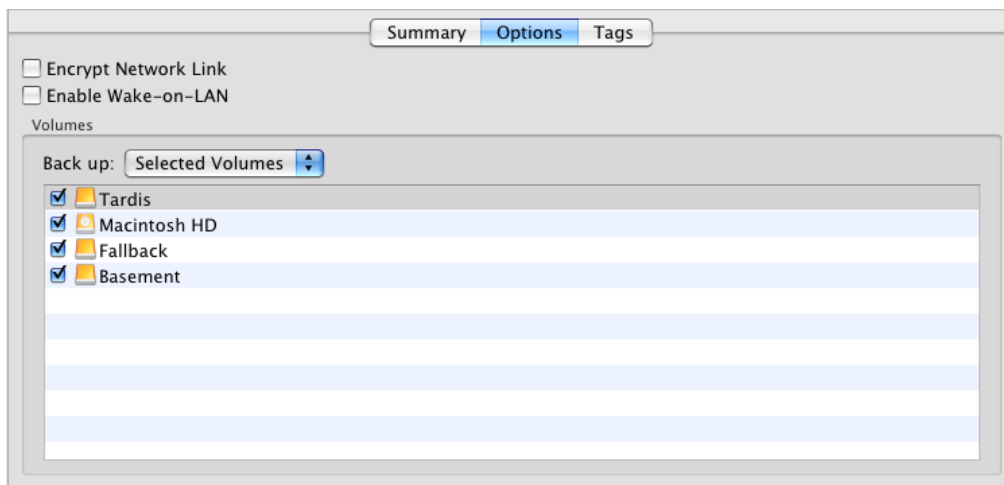 Summary Options Tags
Encrypt Network Link
Enable Wake-on-LAN
Volumes
Back up: Selected Volumes
Tardis
Macintosh HD
Fallback
Basement